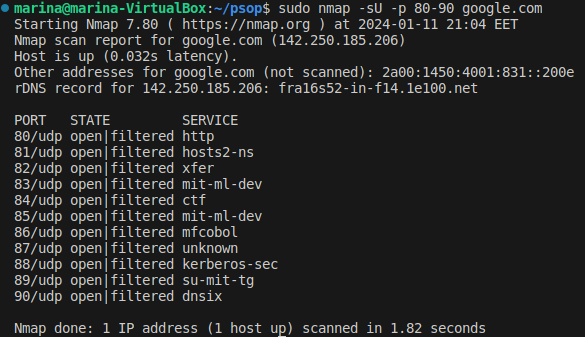 marina@marina-VirtualBox:~/psop$ sudo nmap -sU -p 80-90 google.com
Starting Nmap 7.80 ( https://nmap.org ) at 2024-01-11 21:04 EET
Nmap scan report for google.com (142.250.185.206)
Host is up (0.032s latency).
Other addresses for google.com (not scanned): 2a00:1450:4001:831::200e
rDNS record for 142.250.185.206: fra16s52-in-f14.1e100.net

PORT   STATE         SERVICE
80/udp open|filtered http
81/udp open|filtered hosts2-ns
82/udp open|filtered xfer
83/udp open|filtered mit-ml-dev
84/udp open|filtered ctf
85/udp open|filtered mit-ml-dev
86/udp open|filtered mfcobol
87/udp open|filtered unknown
88/udp open|filtered kerberos-sec
89/udp open|filtered su-mit-tg
90/udp open|filtered dnsix

Nmap done: 1 IP address (1 host up) scanned in 1.82 seconds